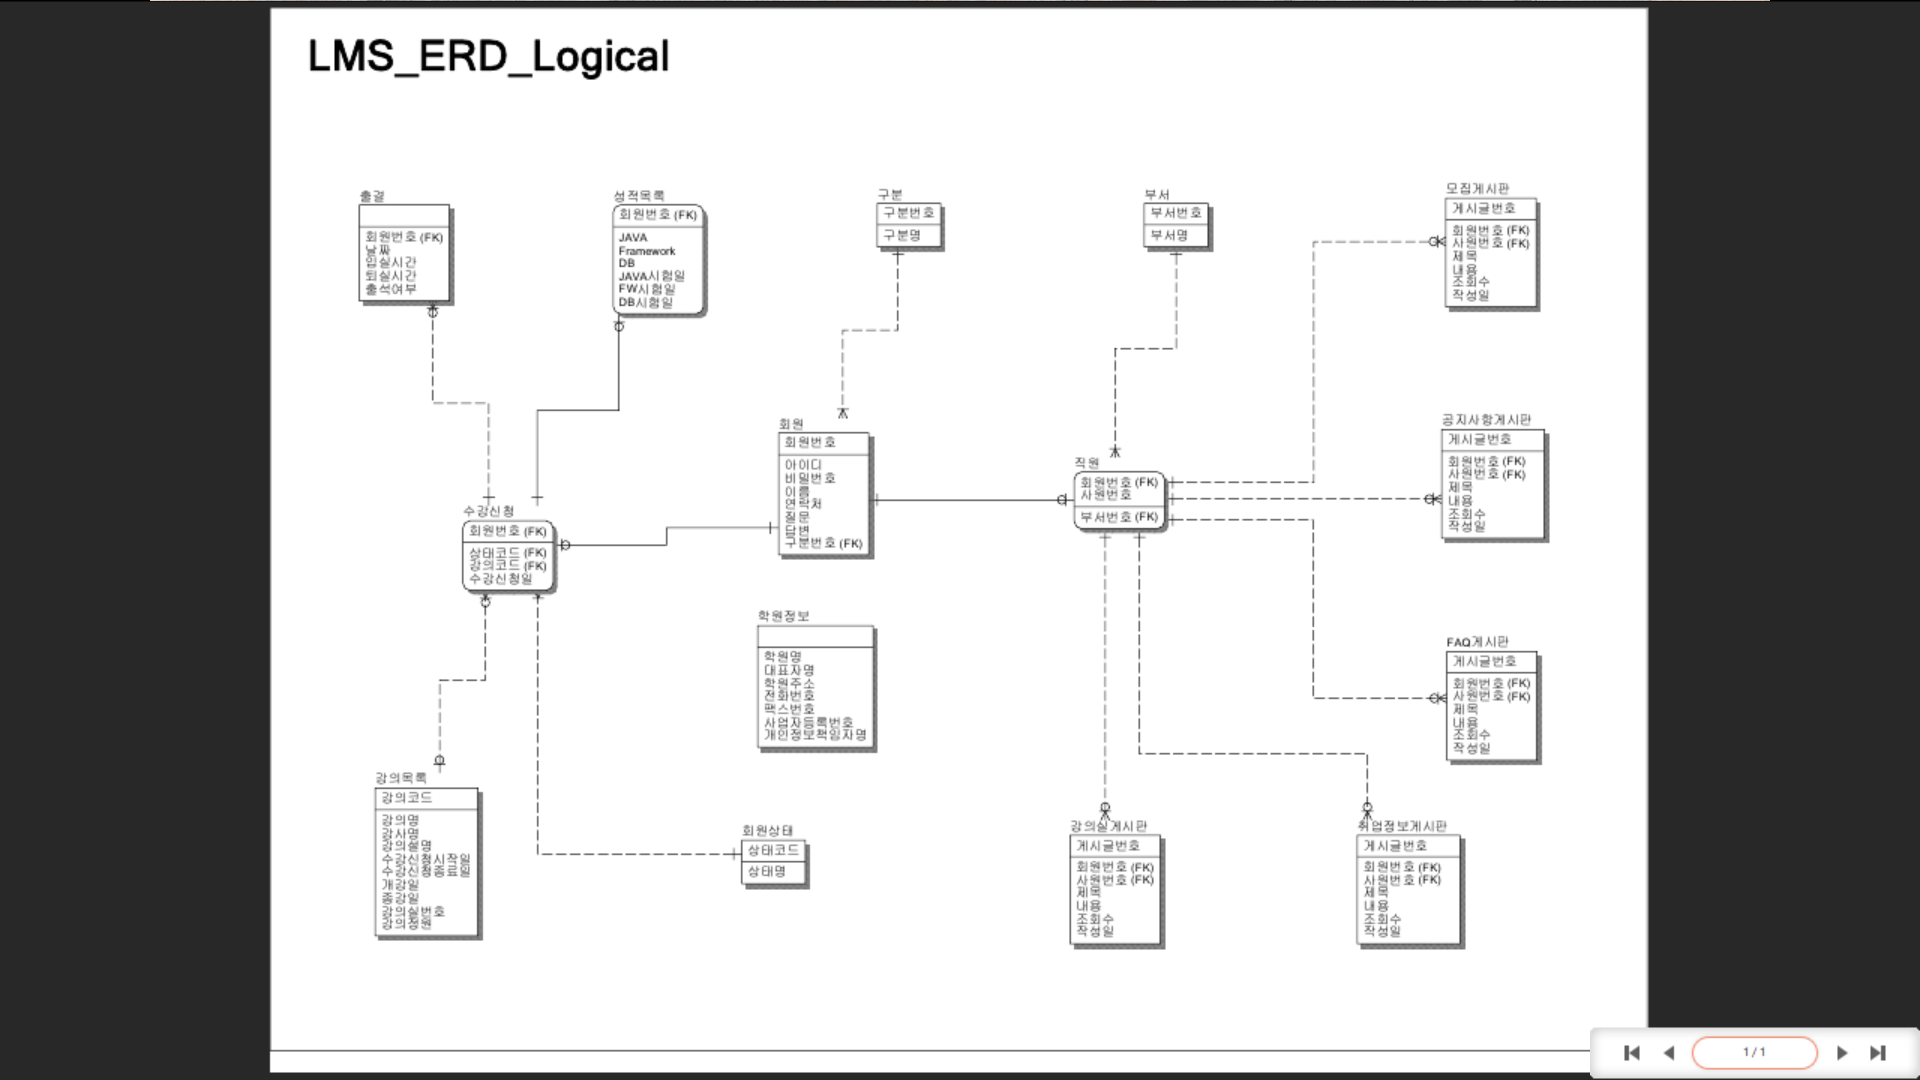 LMS_ERD_Logical
출결
회원번호 (FK)
날짜
입실시간
퇴실시간
출석여부
성적목록
회원번호 (FK)
JAVA
Framework
DB
JAVA시험일
FW시험일
DB시험일
구분
구분번호
구분명
부서
부서번호
부서명
모집게시판
게시글번호
회원번호 (FK)
사원번호 (FK)
제목
내용
조회수
작성일
회원
회원번호
아이디
비밀번호
이름
연락처
질문
답변
구분번호 (FK)
직원
회원번호 (FK)
사원번호
부서번호 (FK)
공지사항게시판
게시글번호
회원번호 (FK)
사원번호 (FK)
제목
내용
조회수
작성일
수강신청
회원번호 (FK)
상태코드 (FK)
강의코드 (FK)
수강신청일
학원정보
학원명
대표자명
학원주소
전화번호
팩스번호
사업자등록번호
개인정보책임자명
FAQ게시판
게시글번호
회원번호 (FK)
사원번호 (FK)
제목
내용
조회수
작성일
강의목록
강의코드
강의명
강사명
강의설명
수강신청시작일
수강신청종료일
개강일
종강일
강의실번호
강의정원
회원상태
상태코드
상태명
강의실게시판
게시글번호
회원번호 (FK)
사원번호 (FK)
제목
내용
조회수
작성일
취업정보게시판
게시글번호
회원번호 (FK)
사원번호 (FK)
제목
내용
조회수
작성일
1 / 1